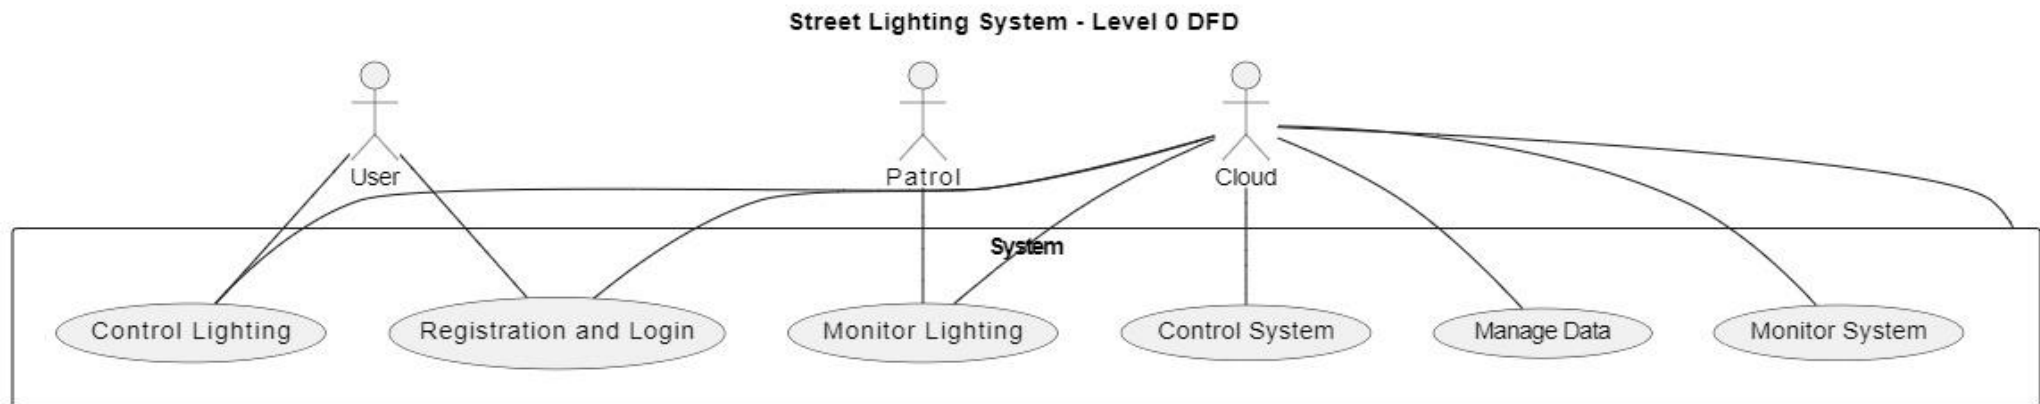 Street Lighting System - Level 0 DFD
User
Patrol
Cloud
System
Control Lighting
Registration and Login
Monitor Lighting
Control System
Manage Data
Monitor System